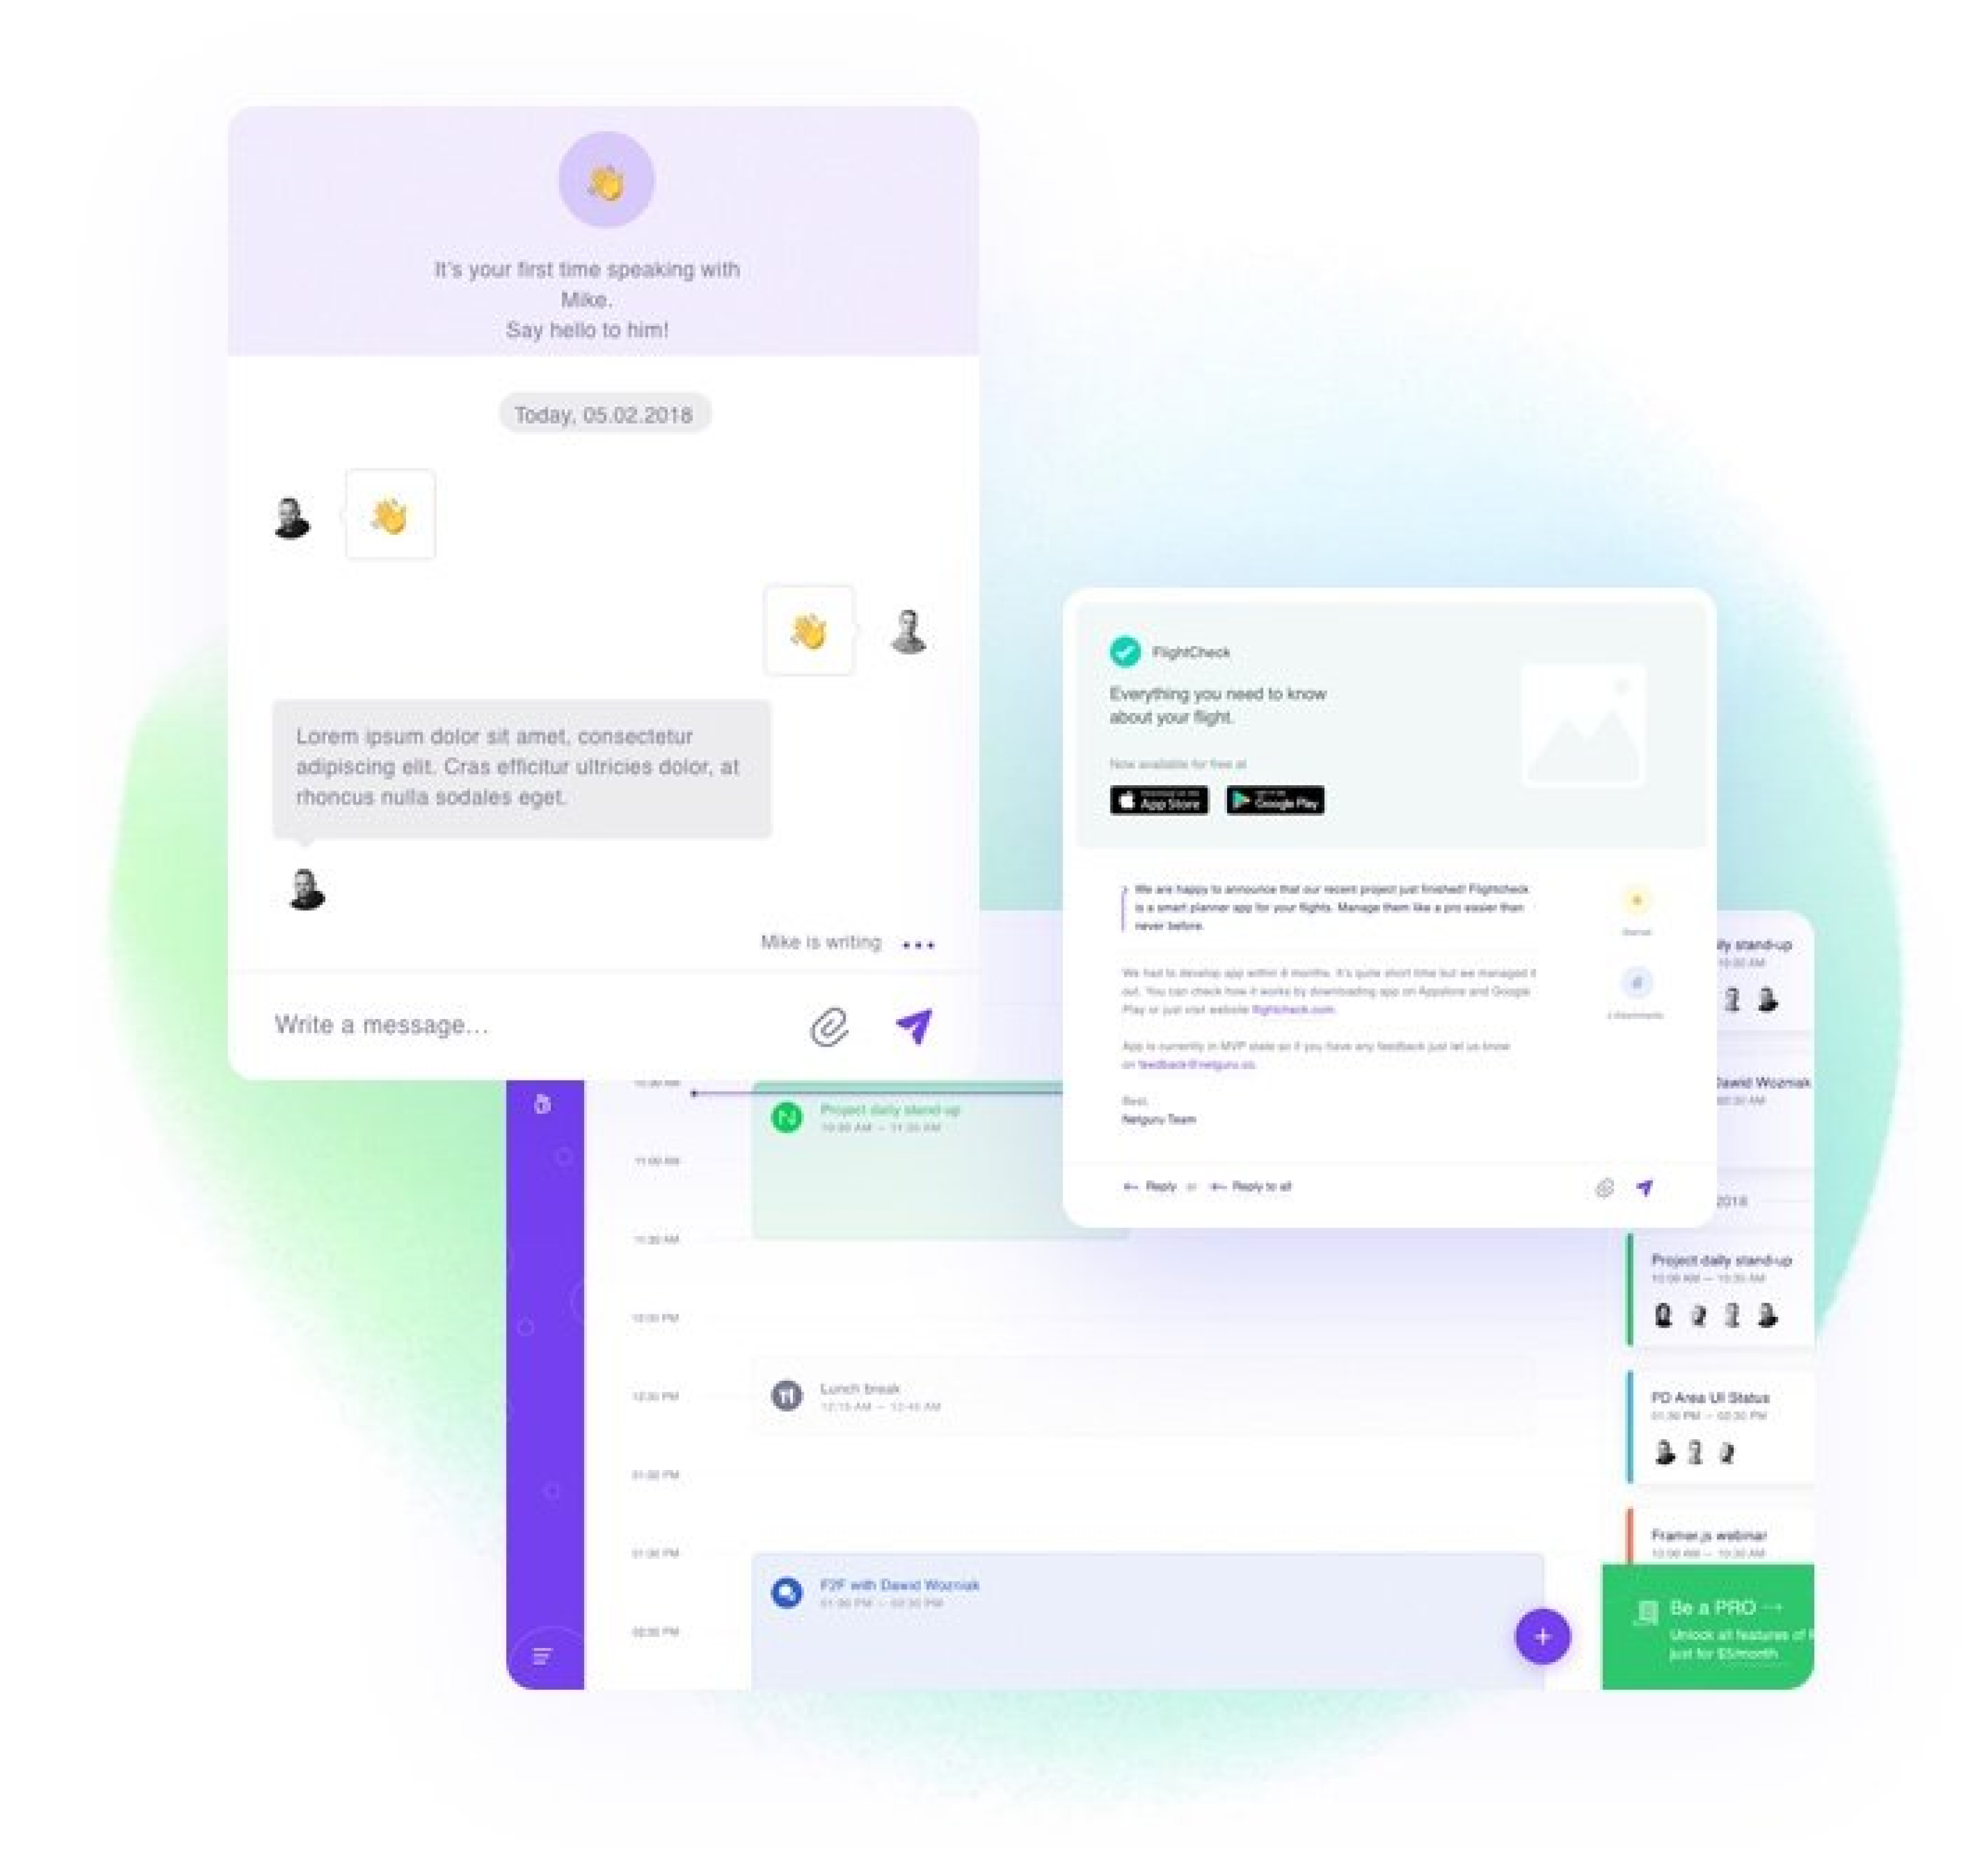 It's your first time speaking with
Mike.
Say hello to him!
Today, 05.02.2018
Lorem ipsum dolor sit amet, consectetur
adipiscing elit. Cras efficitur ultricies dolor, at
rhoncus nulla sodales eget.
Mike is writing
Write a message...
FlightCheck
Everything you need to know
about your flight.
Now available for free at
App Store
Google Play
We are happy to announce that our recent project just finished! Flightcheck
is a smart planner app for your flights. Manage them like a pro easier than
never before.
We had to develop app within 6 months. It's quite short time but we managed it
out. You can check how it works by downloading app on Appstore and Google
Play or just visit website flightcheck.com.
App is currently in MVP state so if you have any feedback just let us know
on feedback@netguru.co.
Best,
Netguru Team
Reply or Reply to all
ly stand-up
10:30 AM
Dawid Wozniak
02:30 AM
2018
Project daily stand-up
10:00 AM — 10:30 AM
PD Area UI Status
01:30 PM — 02:30 PM
Framer.js webinar
10:00 AM — 10:30 AM
Be a PRO →
Unlock all features of
just for $5/month
10:30 AM
Project daily stand-up
10:30 AM — 11:30 AM
11:00 AM
11:30 AM
12:00 PM
12:30 PM
Lunch break
12:15 AM — 12:45 AM
01:00 PM
01:30 PM
F2F with Dawid Wozniak
01:30 PM — 02:30 PM
02:00 PM